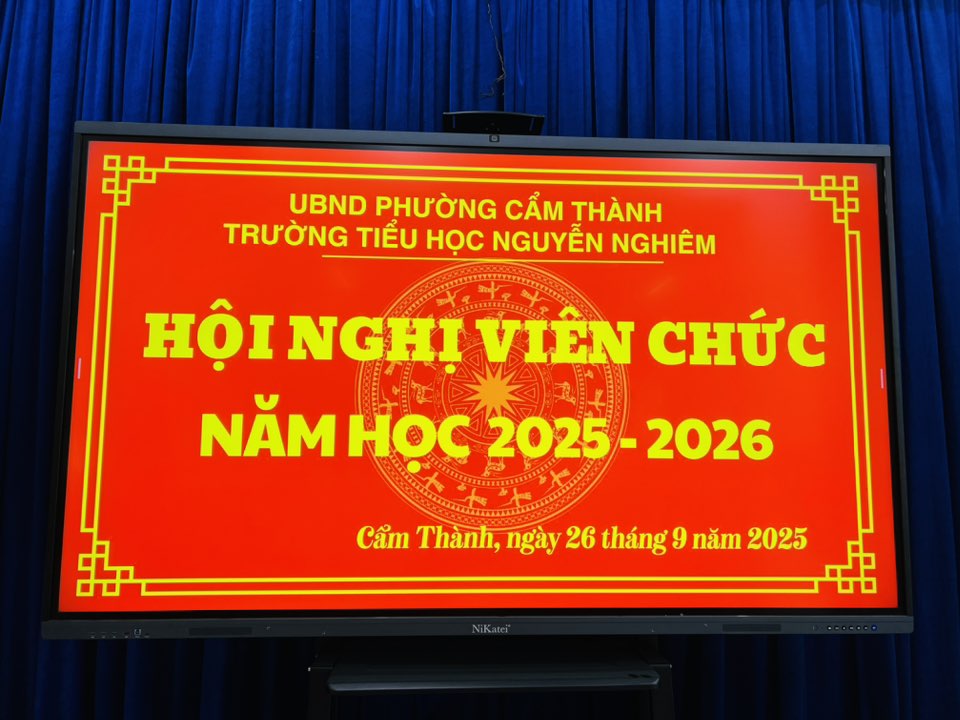 UBND PHƯỜNG CẨM THÀNH
TRƯỜNG TIỂU HỌC NGUYỄN NGHIÊM
HỘI NGHỊ VIÊN CHỨC
NĂM HỌC 2025 - 2026
Cẩm Thành, ngày 26 tháng 9 năm 2025
NiKatei